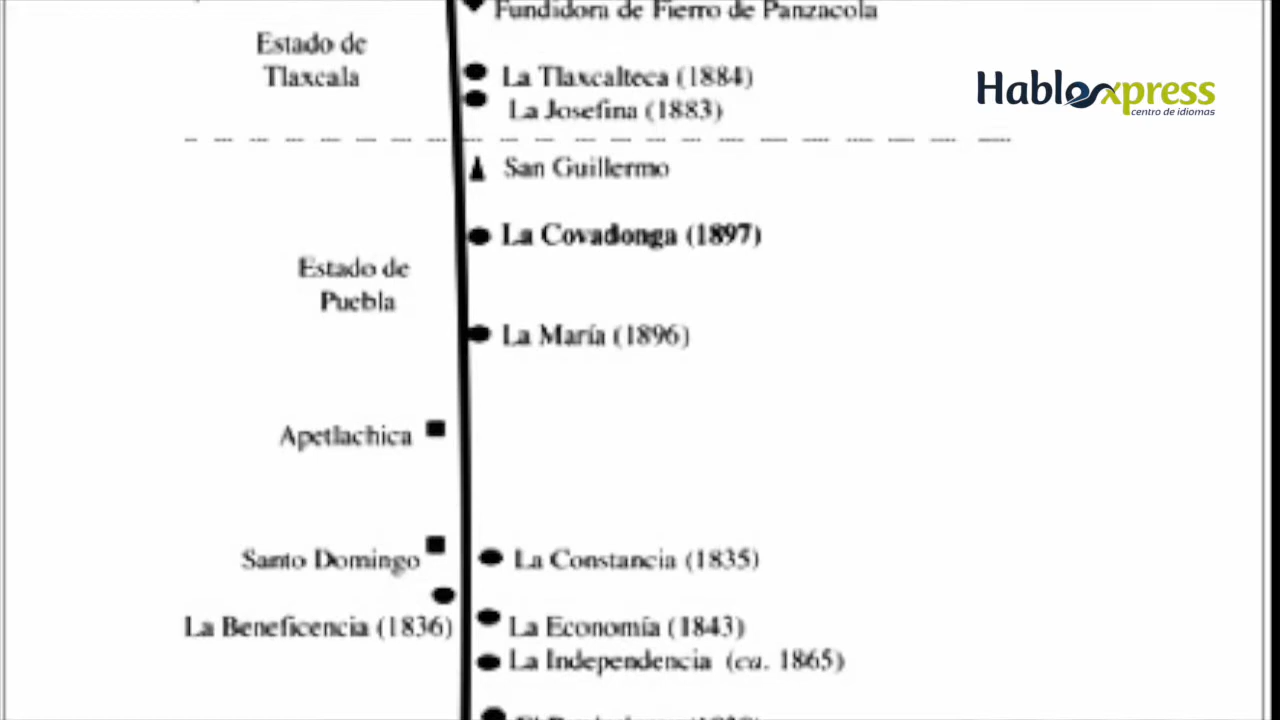 Fundidora de Fierro de Panzacola
Estado de
Tlaxcala
La Tlaxcalteca (1884)
La Josefina (1883)
Habloxpress
centro de idiomas
San Guillermo
La Covadonga (1897)
Estado de
Puebla
La María (1896)
Apetlachica
Santo Domingo
La Constancia (1835)
La Beneficencia (1836)
La Economía (1843)
La Independencia (ca. 1865)